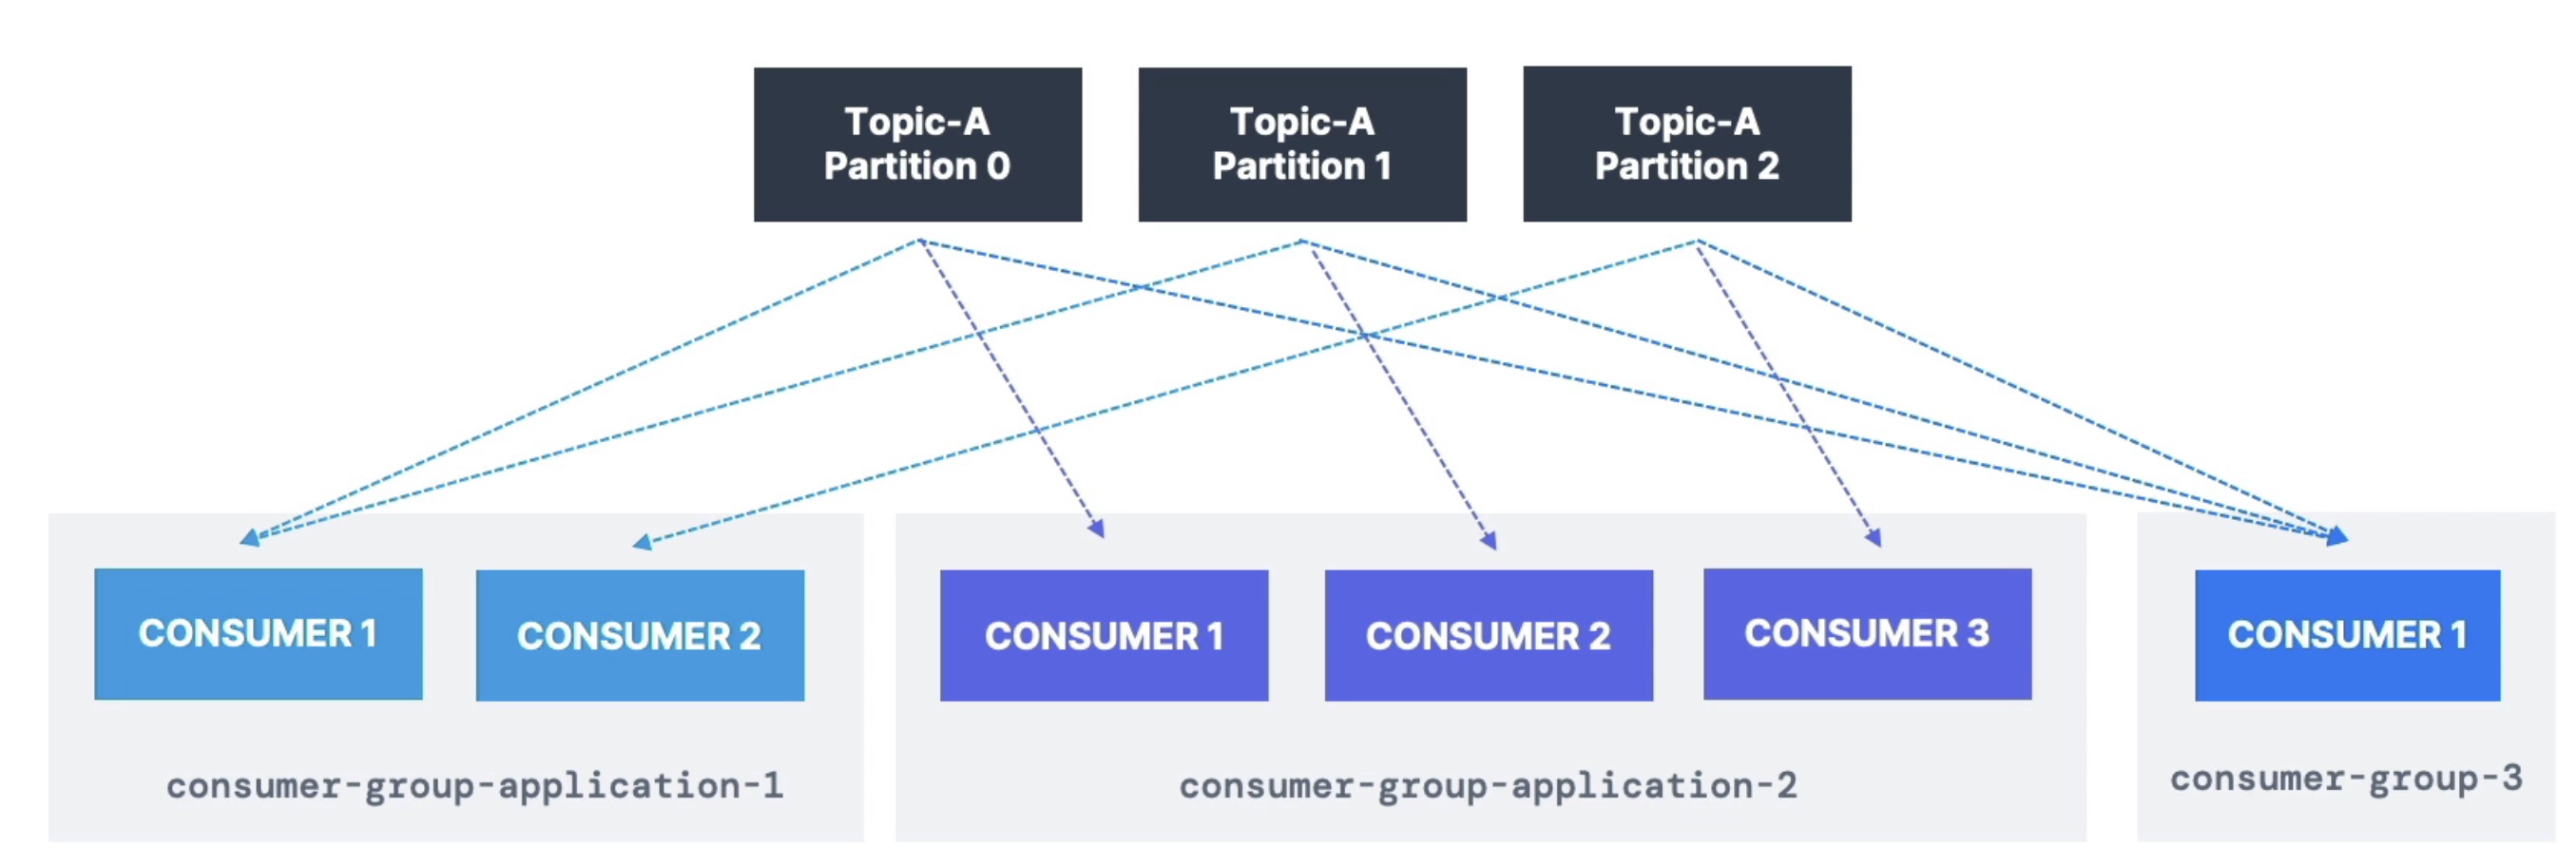 Topic-A
Partition 0
Topic-A
Partition 1
Topic-A
Partition 2
CONSUMER 1
CONSUMER 2
consumer-group-application-1
CONSUMER 1
CONSUMER 2
CONSUMER 3
consumer-group-application-2
CONSUMER 1
consumer-group-3